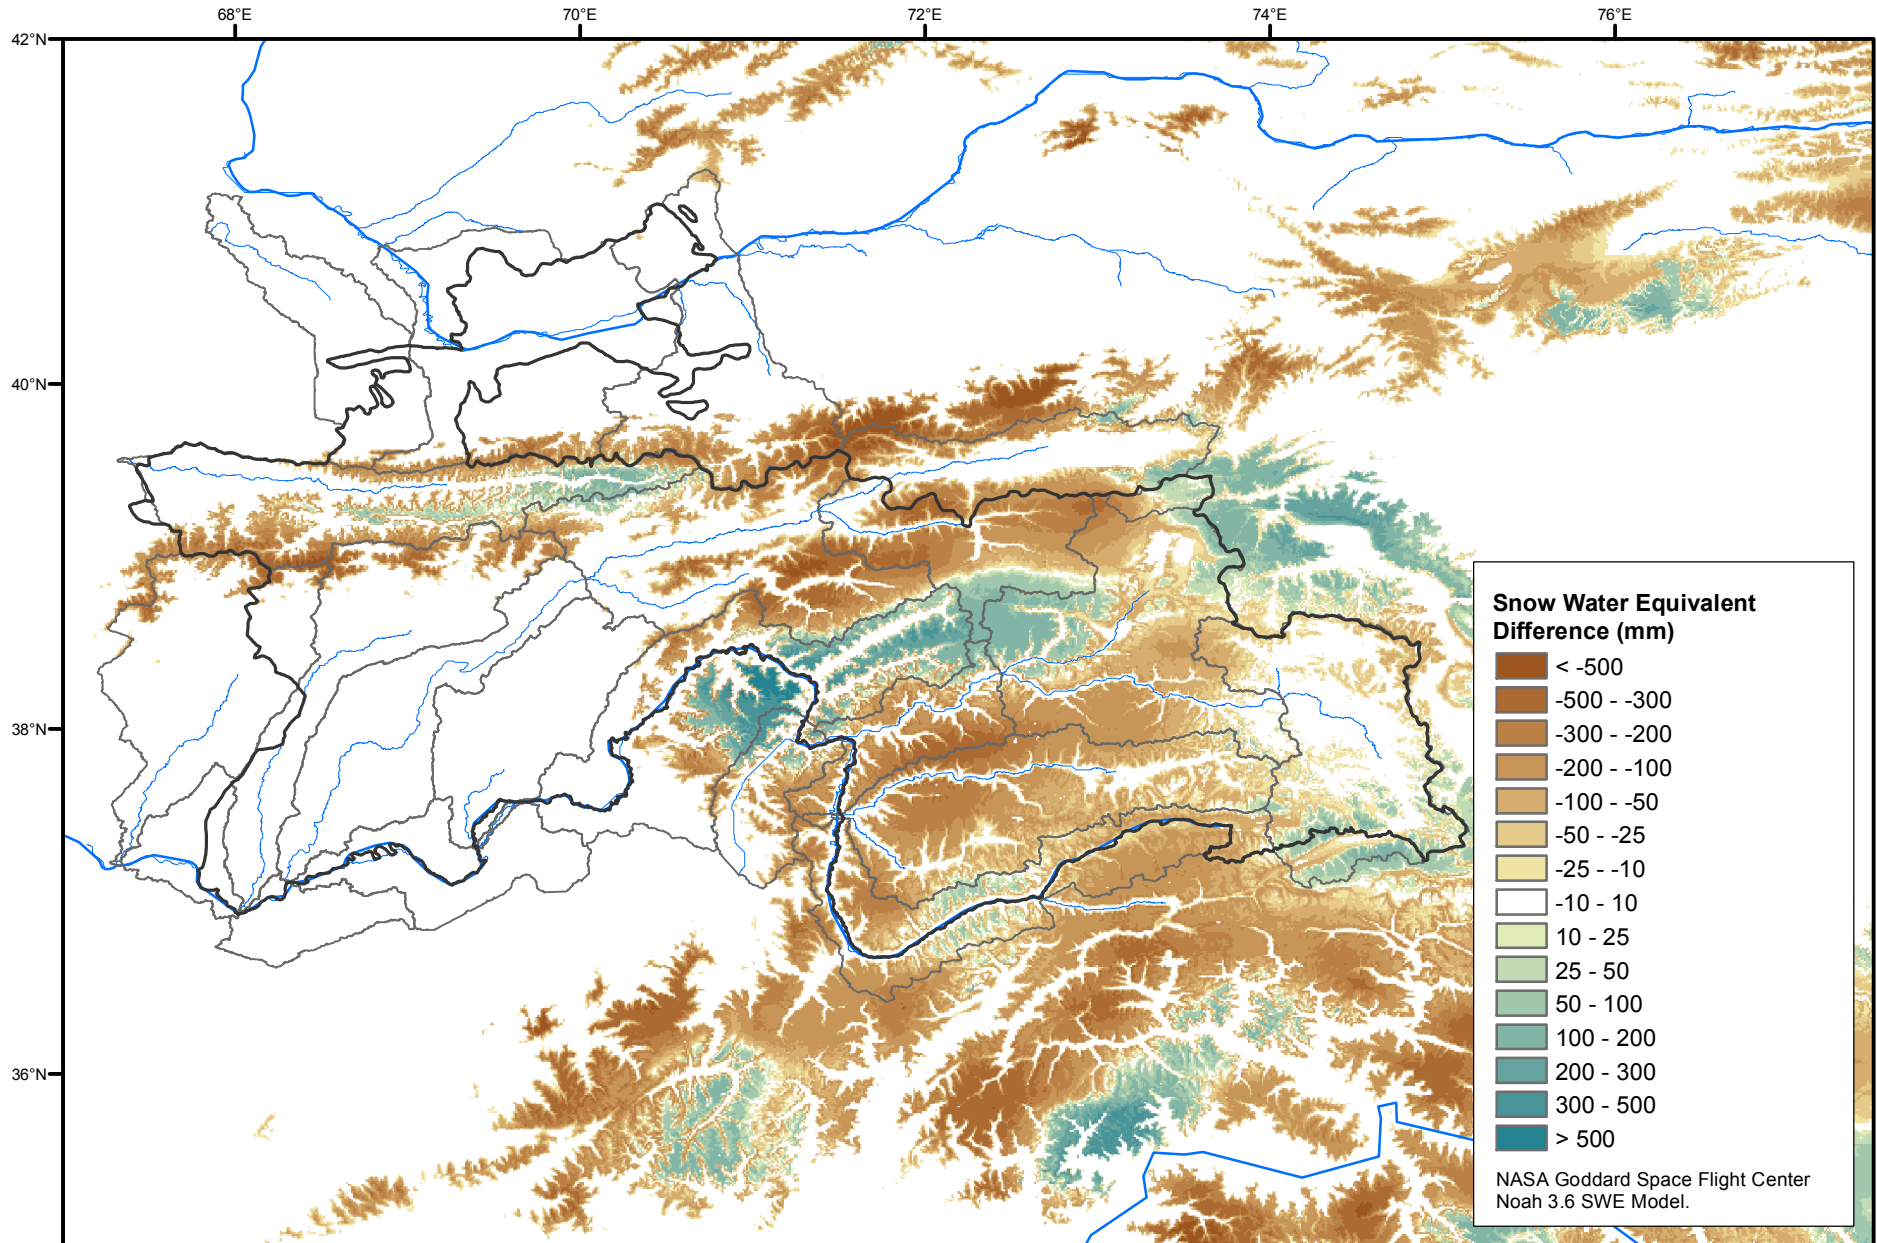 68°E 70°E 72°E 74°E 76°E
42°N
40°N
38°N
36°N
Snow Water Equivalent
Difference (mm)
< -500
-500 - -300
-300 - -200
-200 - -100
-100 - -50
-50 - -25
-25 - -10
-10 - 10
10 - 25
25 - 50
50 - 100
100 - 200
200 - 300
300 - 500
> 500
NASA Goddard Space Flight Center
Noah 3.6 SWE Model.